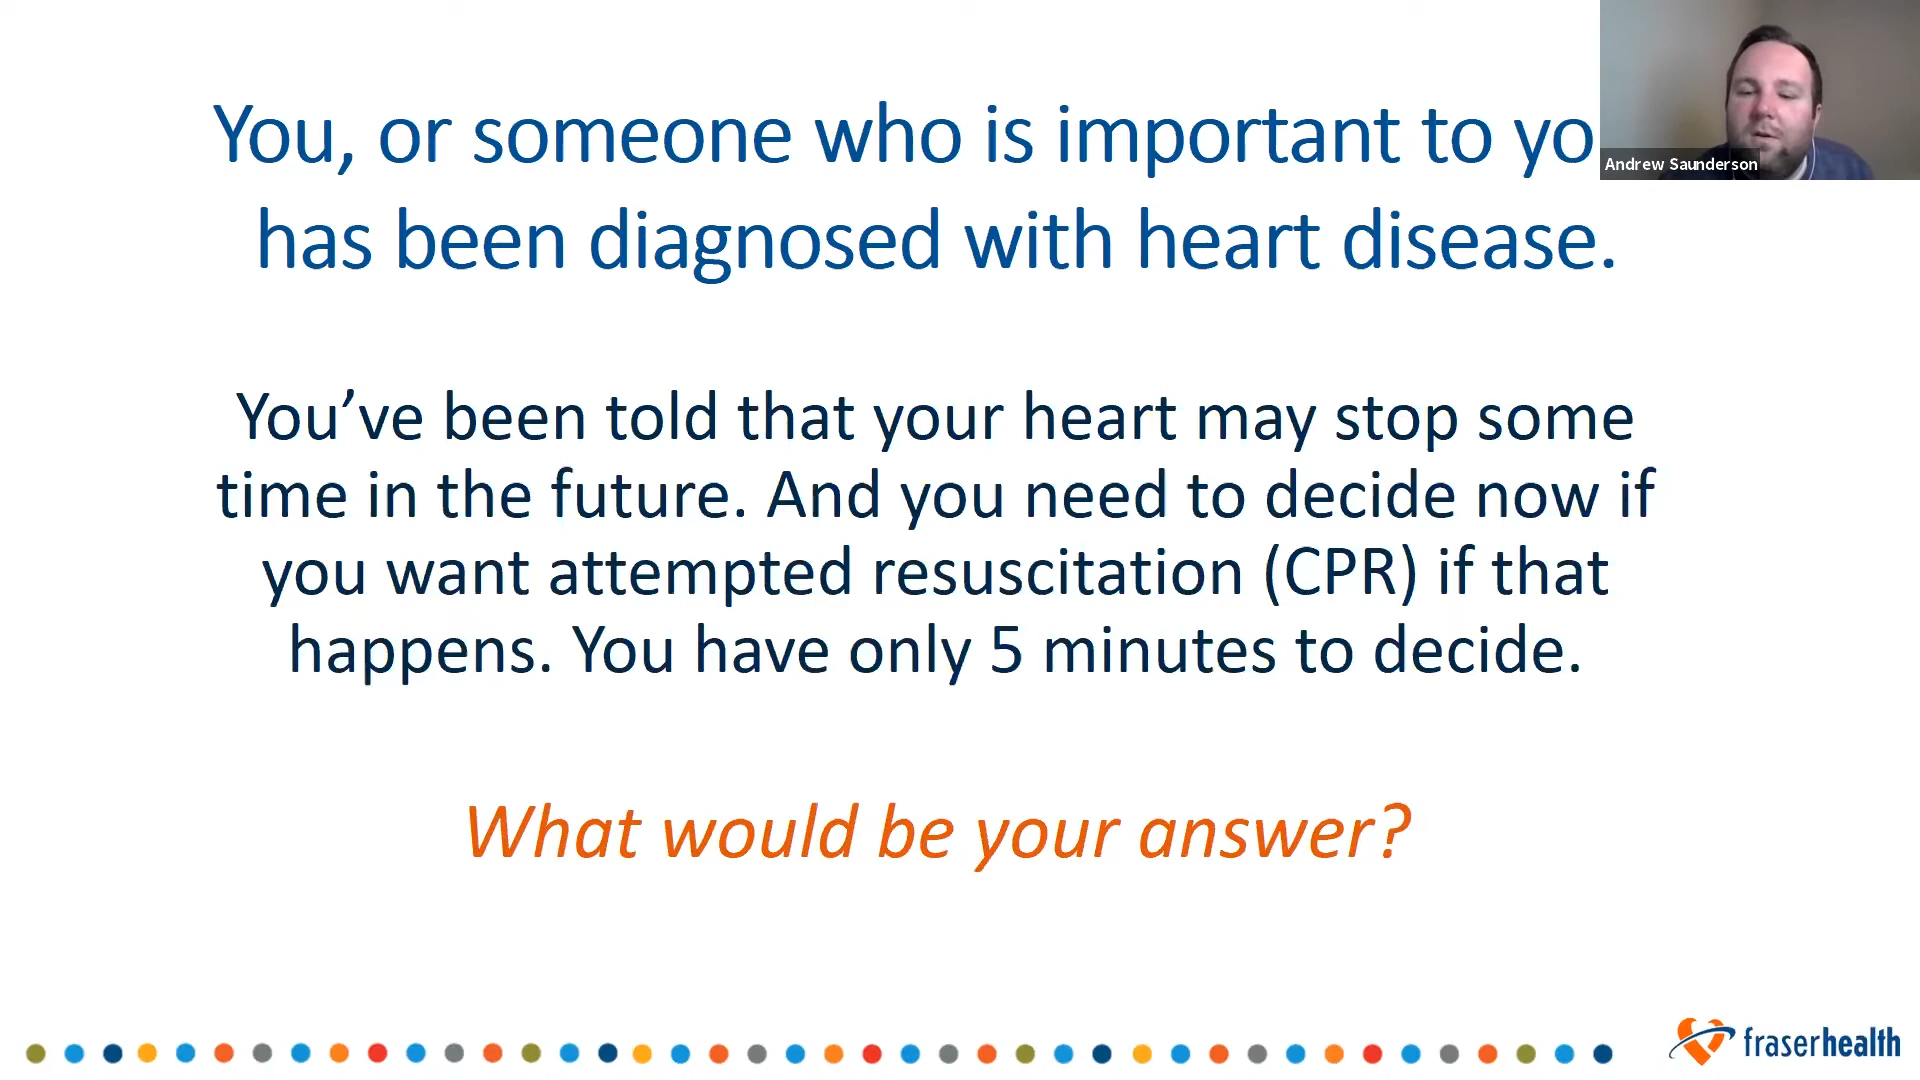 You, or someone who is important to yo
has been diagnosed with heart disease.
You’ve been told that your heart may stop some
time in the future. And you need to decide now if
you want attempted resuscitation (CPR) if that
happens. You have only 5 minutes to decide.
What would be your answer?
Andrew Saunderson
fraserhealth